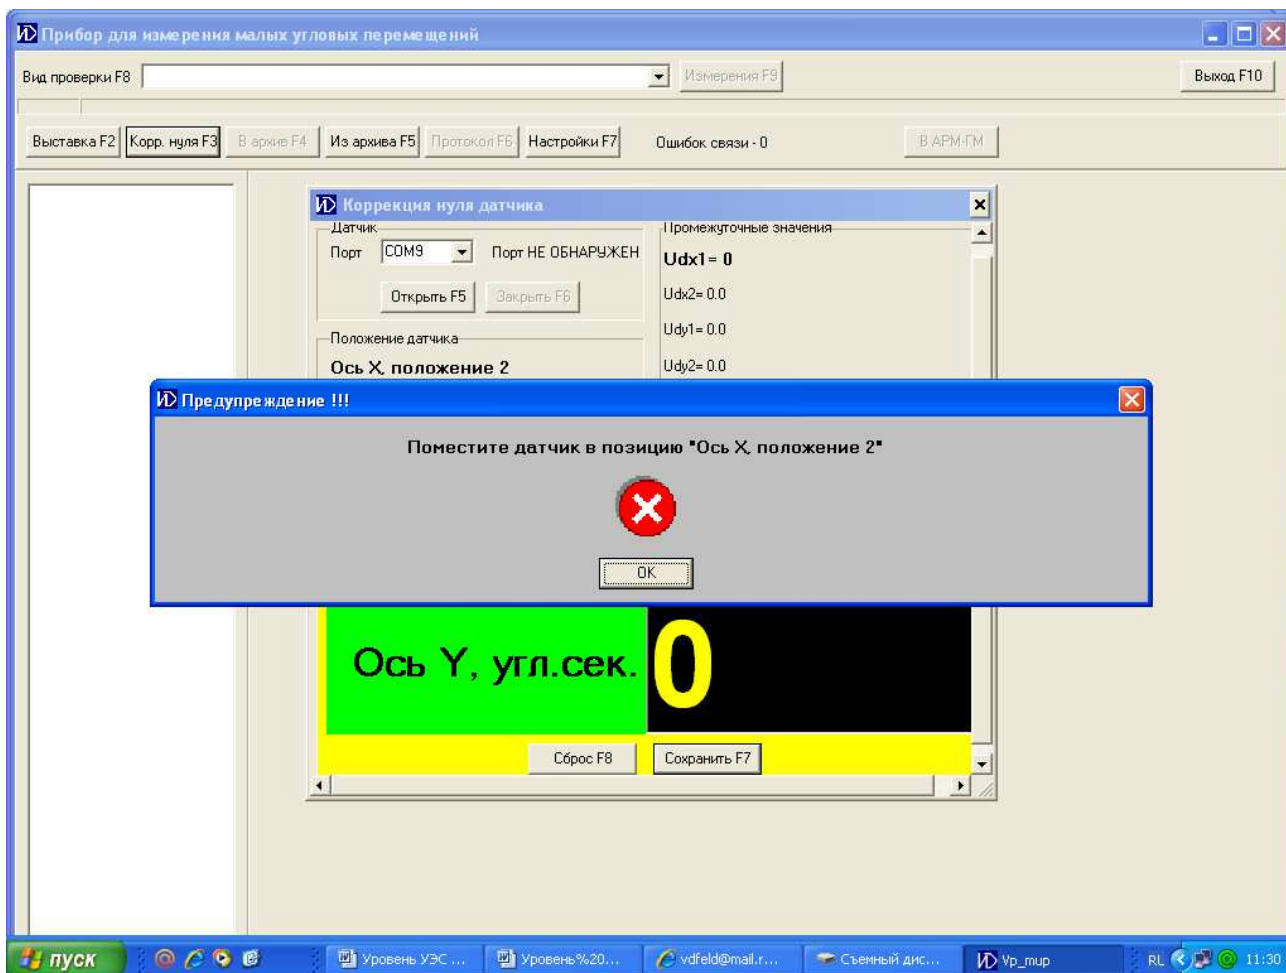 Прибор для измерения малых угловых перемещений
Вид проверки F8
Измерения F9
Выход F10
Выставка F2
Корр. нуля F3
В архив F4
Из архива F5
Протокол F6
Настройки F7
Ошибок связи - 0
В АРМ-ГМ
Коррекция нуля датчика
Датчик
Порт COM9 Порт НЕ ОБНАРУЖЕН
Открыть F5
Закрыть F6
Промежуточные значения
Udx1= 0
Udx2= 0.0
Udy1= 0.0
Udy2= 0.0
Положение датчика
Ось X, положение 2
Предупреждение !!!
Поместите датчик в позицию "Ось X, положение 2"
OK
Ось Y, угл.сек. 0
Сброс F8
Сохранить F7
пуск
Уровень УЭС ...
Уровень%20...
vdfeld@mail.r...
Съемный дис...
Vp_mup
RL
11:30